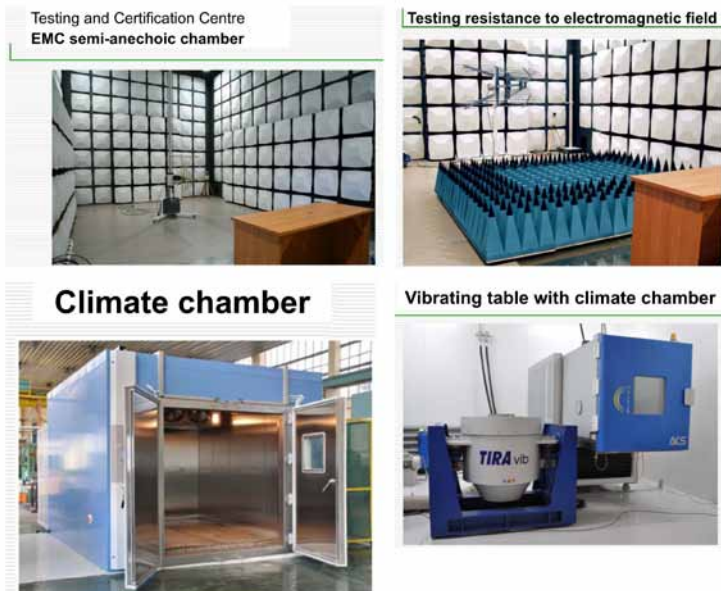 Testing and Certification Centre
EMC semi-anechoic chamber
Testing resistance to electromagnetic field
Climate chamber
Vibrating table with climate chamber
TIRA vib
ACS